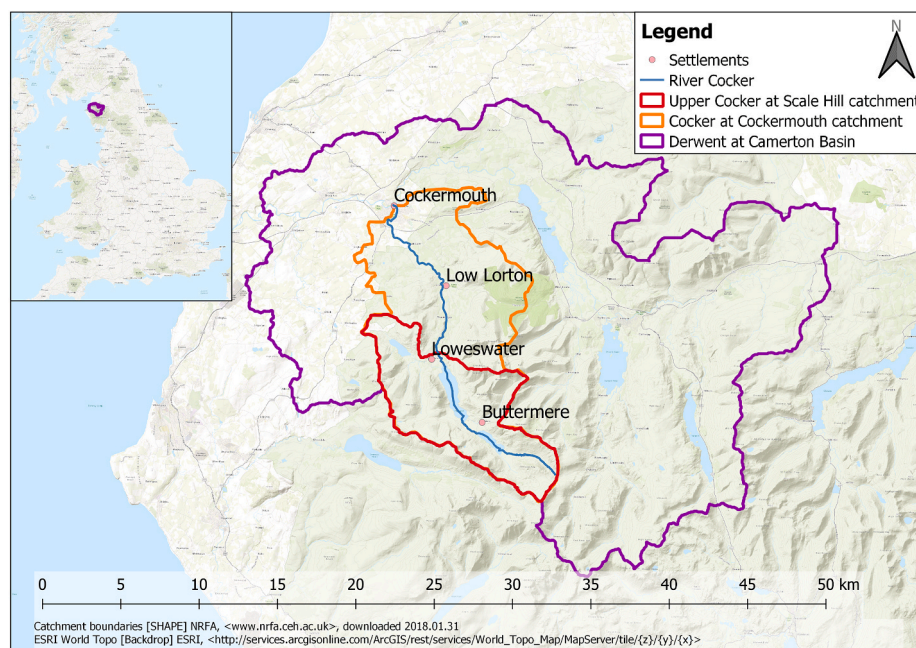 Legend
N
Settlements
River Cocker
Upper Cocker at Scale Hill catchment
Cocker at Cockermouth catchment
Derwent at Camerton Basin
Cockermouth
Low Lorton
Loweswater
Buttermere
0 5 10 15 20 25 30 35 40 50 km
Catchment boundaries [SHAPE] NRFA, <www.nrfa.ceh.ac.uk>, downloaded 2018.01.31
ESRI World Topo [Backdrop] ESRI, <http://services.arcgisonline.com/ArcGIS/rest/services/World_Topo_Map/MapServer/tile/{z}/{y}/{x}>